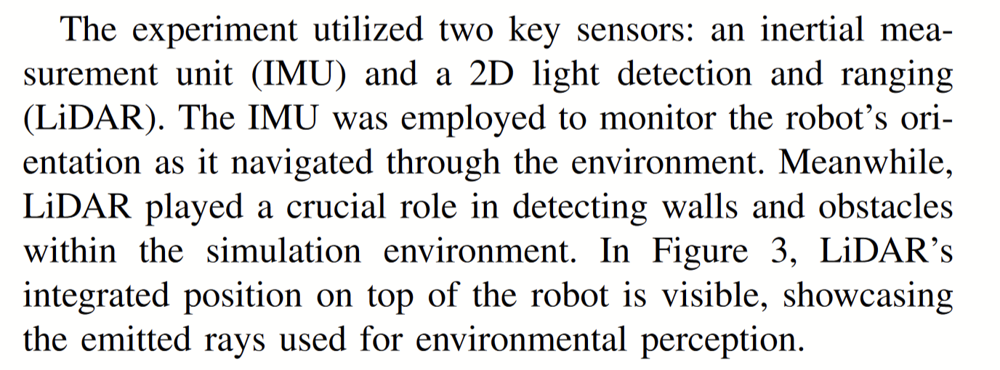 The experiment utilized two key sensors: an inertial mea-
surement unit (IMU) and a 2D light detection and ranging
(LiDAR). The IMU was employed to monitor the robot’s ori-
entation as it navigated through the environment. Meanwhile,
LiDAR played a crucial role in detecting walls and obstacles
within the simulation environment. In Figure 3, LiDAR’s
integrated position on top of the robot is visible, showcasing
the emitted rays used for environmental perception.